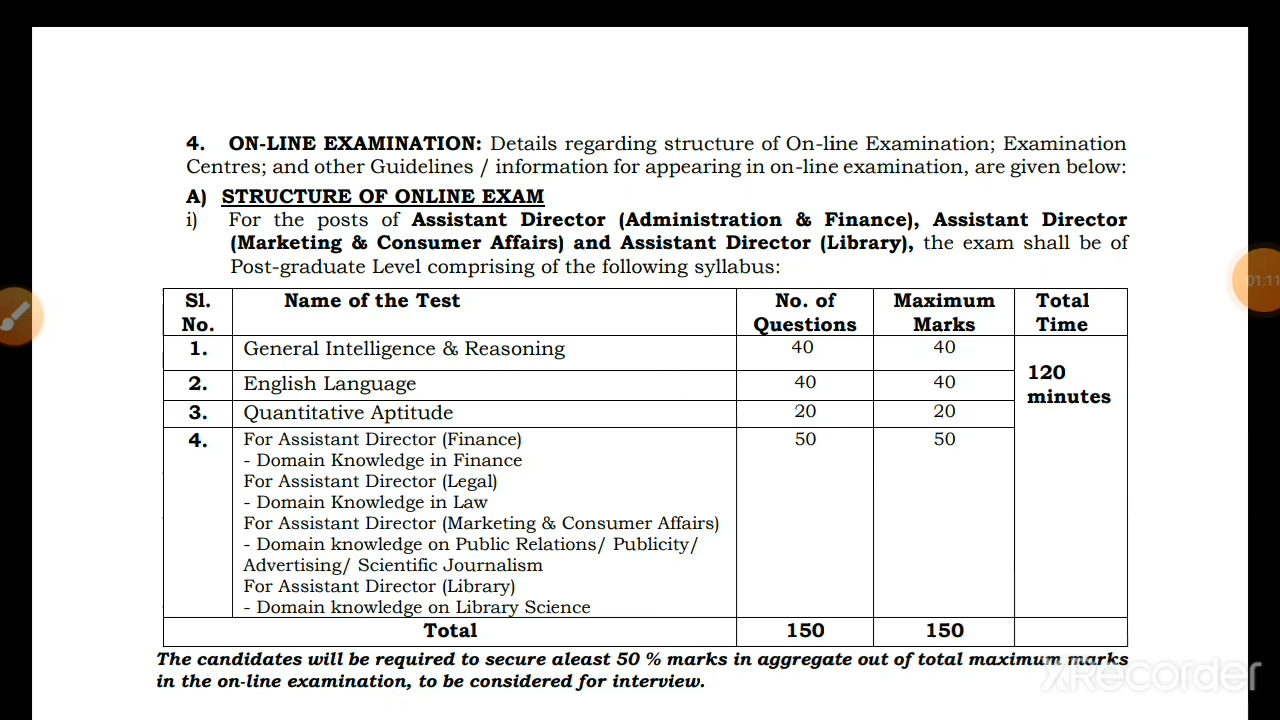 4. ON-LINE EXAMINATION: Details regarding structure of On-line Examination; Examination
Centres; and other Guidelines / information for appearing in on-line examination, are given below:
A) STRUCTURE OF ONLINE EXAM
i) For the posts of Assistant Director (Administration & Finance), Assistant Director
(Marketing & Consumer Affairs) and Assistant Director (Library), the exam shall be of
Post-graduate Level comprising of the following syllabus:
Sl. No. Name of the Test No. of Questions Maximum Marks Total Time
1. General Intelligence & Reasoning 40 40 120 minutes
2. English Language 40 40
3. Quantitative Aptitude 20 20
4. For Assistant Director (Finance) 50 50
- Domain Knowledge in Finance
For Assistant Director (Legal)
- Domain Knowledge in Law
For Assistant Director (Marketing & Consumer Affairs)
- Domain knowledge on Public Relations/ Publicity/
Advertising/ Scientific Journalism
For Assistant Director (Library)
- Domain knowledge on Library Science
Total 150 150
The candidates will be required to secure aleast 50 % marks in aggregate out of total maximum marks
in the on-line examination, to be considered for interview.
XRecorder
01:11